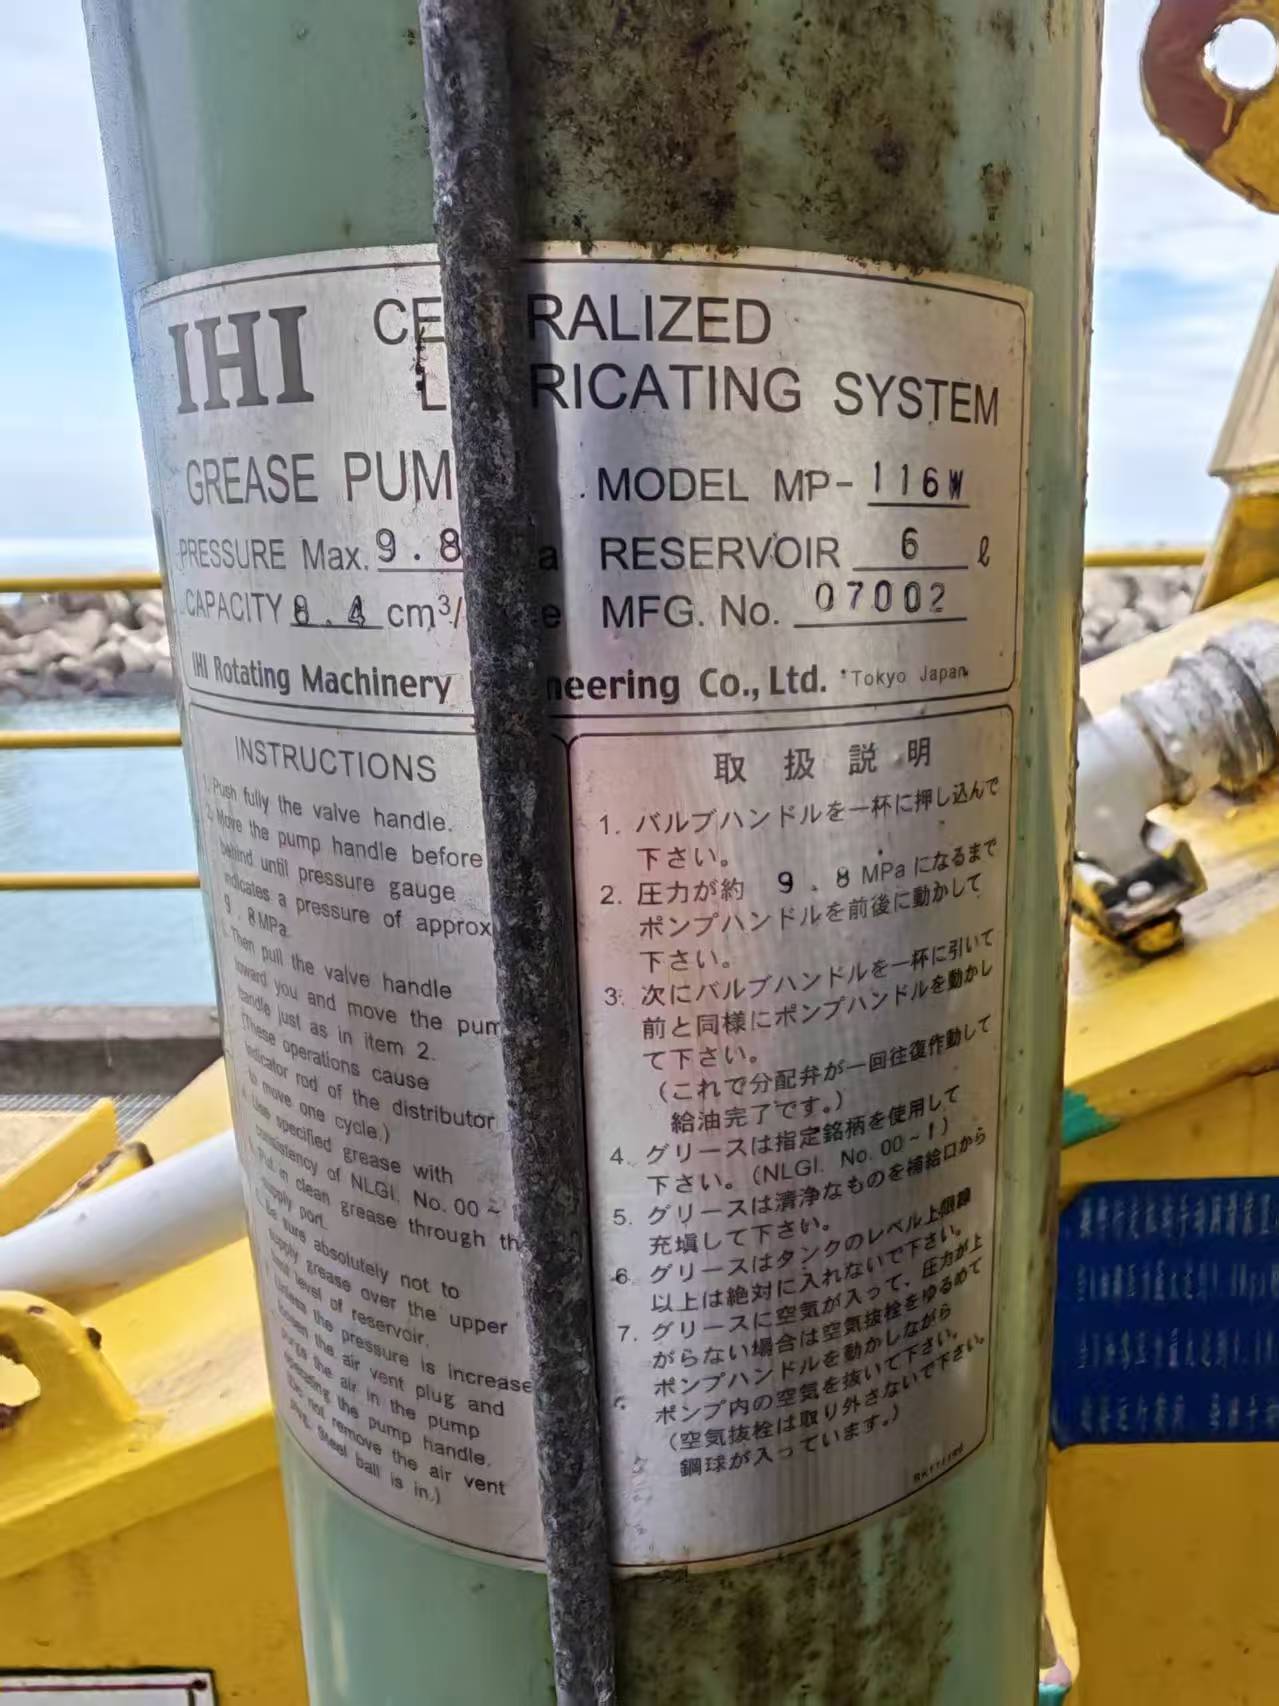 IHI CE RALIZED
L RICATING SYSTEM
GREASE PUM MODEL MP-116W
PRESSURE Max. 9.8 a RESERVOIR 6 ℓ
CAPACITY 8.4 cm³/ e MFG. No. 07002
IHI Rotating Machinery neering Co., Ltd. Tokyo Japan
INSTRUCTIONS
1. Push fully the valve handle.
2. Move the pump handle before
behind until pressure gauge
indicates a pressure of approx
9.8 MPa.
Then pull the valve handle
toward you and move the pum
handle just as in item 2.
(These operations cause
indicator rod of the distributor
to move one cycle.)
Use specified grease with
consistency of NLGI. No. 00 ~
Put in clean grease through th
supply port.
Be sure absolutely not to
supply grease over the upper
level of reservoir.
Unless the pressure is increase
loosen the air vent plug and
purge the air in the pump
operating the pump handle.
(Do not remove the air vent
plug. Steel ball is in.)
取扱説明
1. バルブハンドルを一杯に押し込んで
下さい。
2. 圧力が約 9.8 MPaになるまで
ポンプハンドルを前後に動かして
下さい。
3. 次にバルブハンドルを一杯に引いて
前と同様にポンプハンドルを動かし
て下さい。
(これで分配弁が一回往復作動して
給油完了です。)
4. グリースは指定銘柄を使用して
下さい。(NLGI. No. 00~1)
5. グリースは清浄なものを補給口から
充塡して下さい。
6. グリースはタンクのレベル上限線
以上は絶対に入れないで下さい。
7. グリースに空気が入って、圧力が上
がらない場合は空気抜栓をゆるめて
ポンプハンドルを動かしながら
ポンプ内の空気を抜いて下さい。
(空気抜栓は取り外さないで下さい。
鋼球が入っています。)